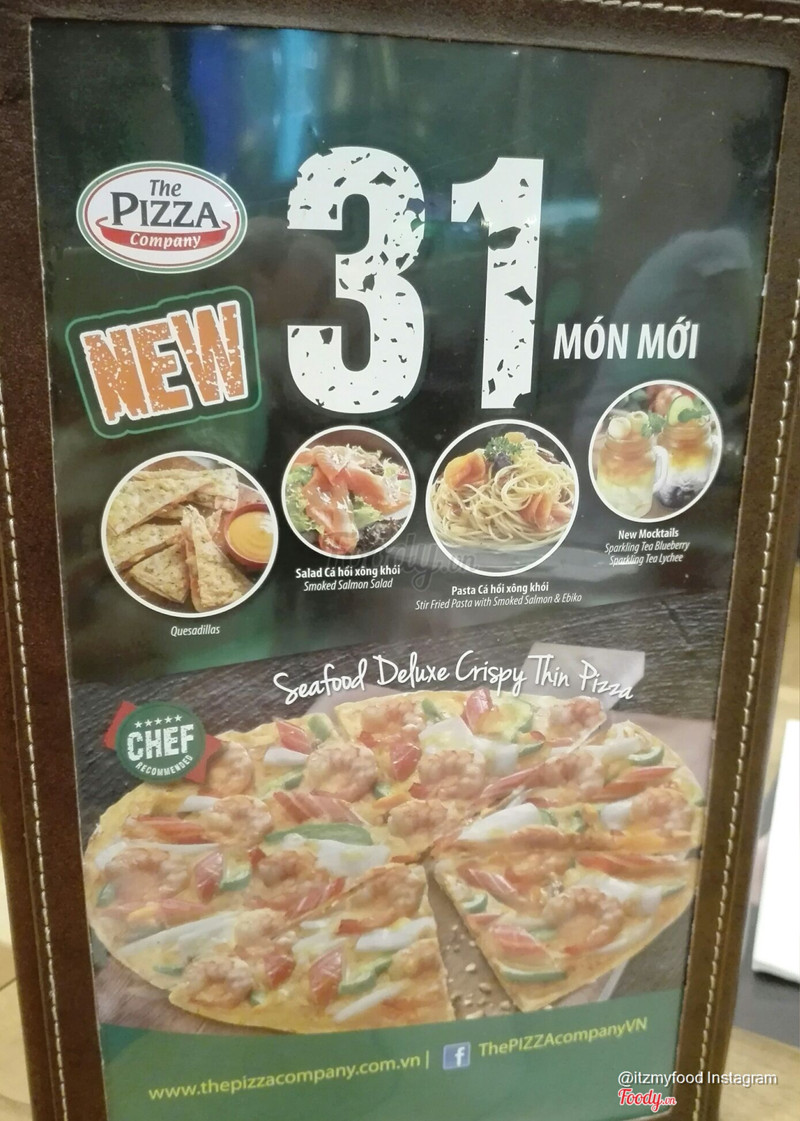 The
PIZZA
Company
31
NEW
MÓN MỚI
Quesadillas
Salad Cá hồi xông khói
Smoked Salmon Salad
Pasta Cá hồi xông khói
Stir Fried Pasta with Smoked Salmon & Ebiko
New Mocktails
Sparkling Tea Blueberry
Sparkling Tea Lychee
Foody.vn
Seafood Deluxe Crispy Thin Pizza
CHEF
RECOMMENDED
www.thepizzacompany.com.vn | f ThePIZZAcompanyVN
@itzmyfood Instagram
Foody.vn